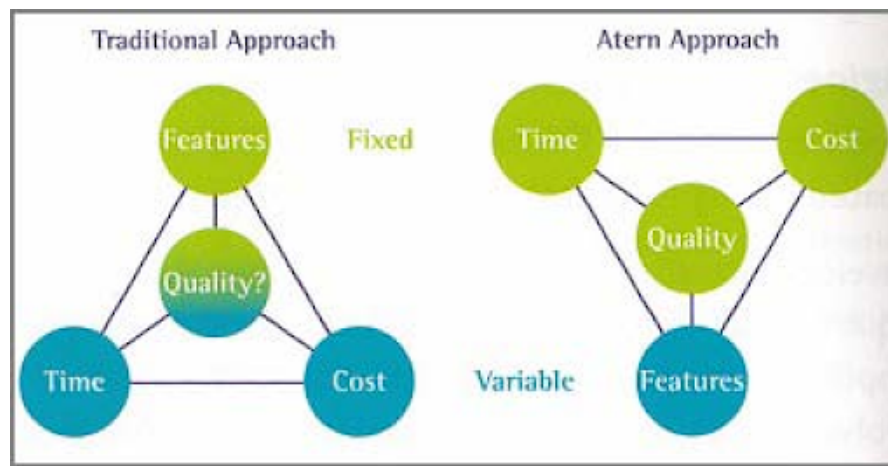 Traditional Approach
Atern Approach
Features
Fixed
Time
Cost
Quality?
Quality
Time
Cost
Variable
Features